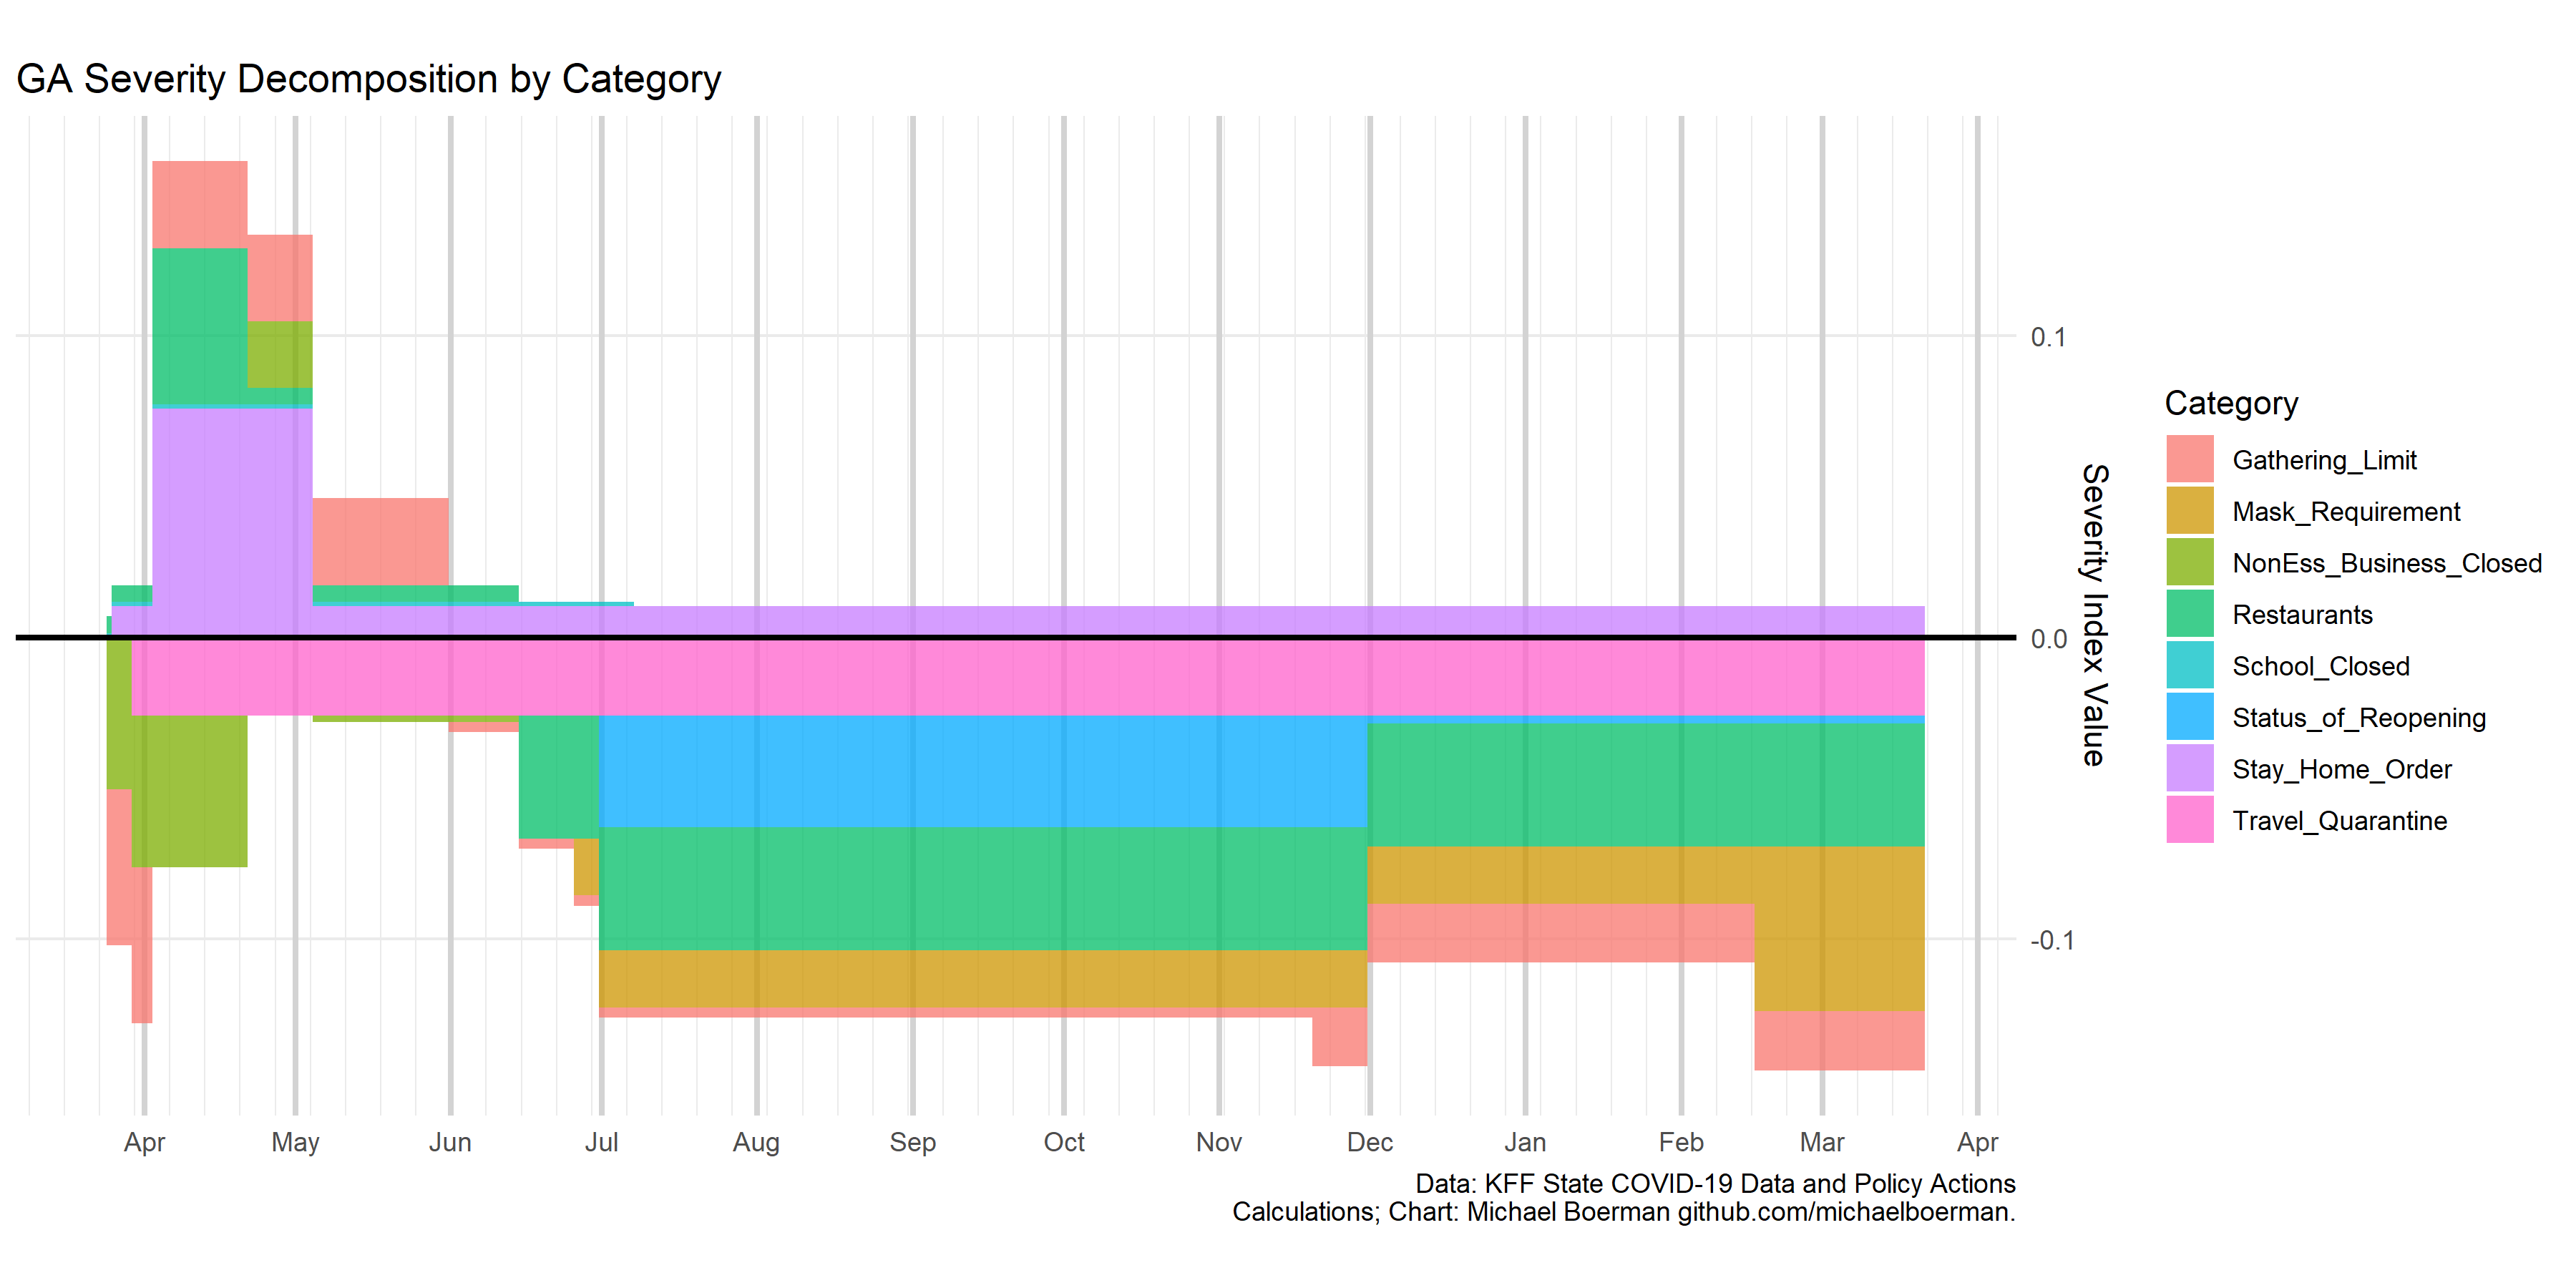 GA Severity Decomposition by Category
0.1
0.0
-0.1
Severity Index Value
Apr
May
Jun
Jul
Aug
Sep
Oct
Nov
Dec
Jan
Feb
Mar
Apr
Category
Gathering_Limit
Mask_Requirement
NonEss_Business_Closed
Restaurants
School_Closed
Status_of_Reopening
Stay_Home_Order
Travel_Quarantine
Data: KFF State COVID-19 Data and Policy Actions
Calculations; Chart: Michael Boerman github.com/michaelboerman.